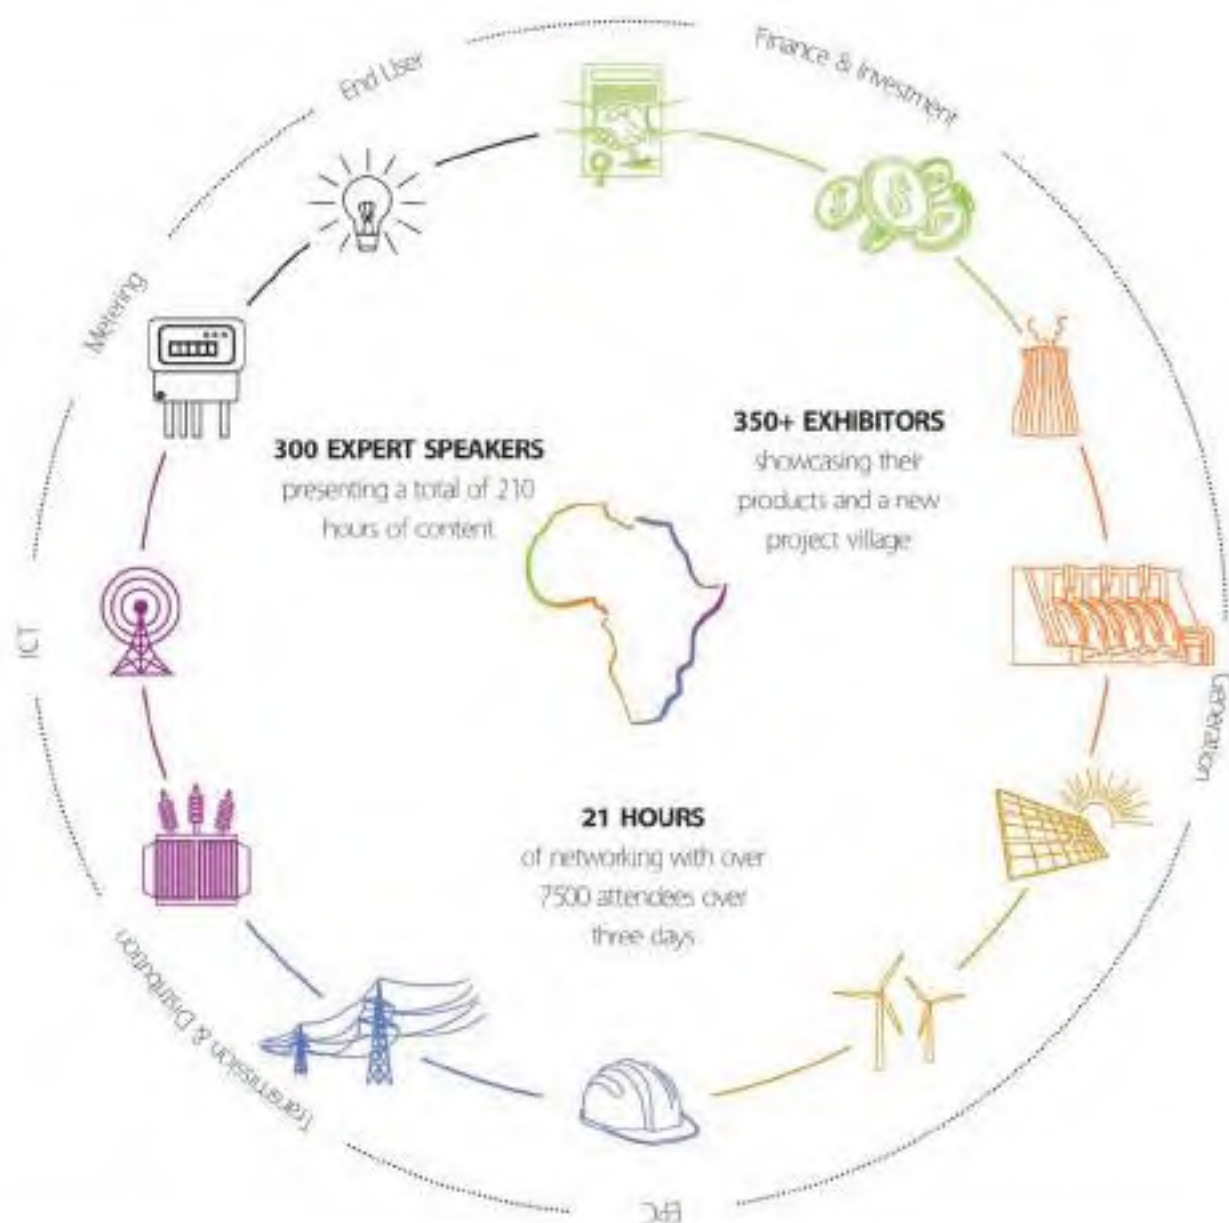 End User
Finance & Investment
Metering
300 EXPERT SPEAKERS
presenting a total of 210
hours of content
350+ EXHIBITORS
showcasing their
products and a new
project village
ICT
Generation
21 HOURS
of networking with over
7500 attendees over
three days
Transmission & Distribution
EPC